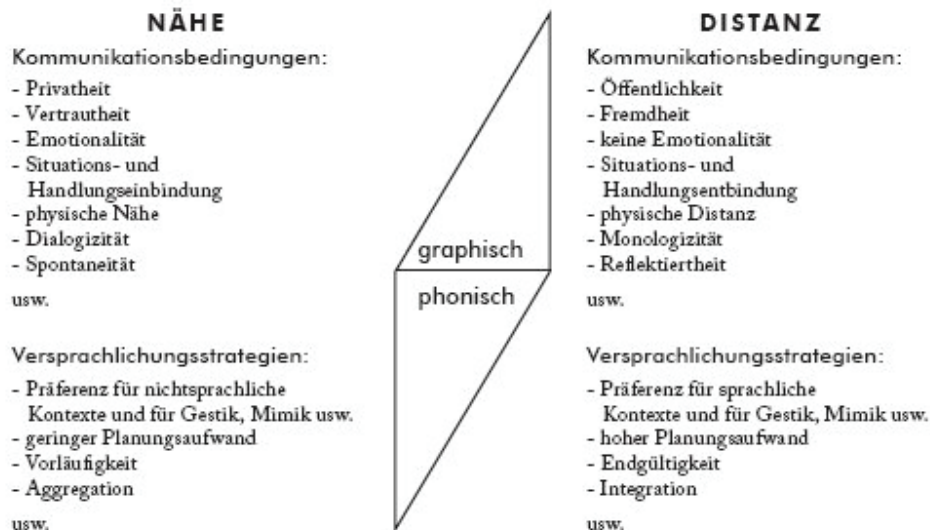 NÄHE
Kommunikationsbedingungen:
- Privatheit
- Vertrautheit
- Emotionalität
- Situations- und
Handlungseinbindung
- physische Nähe
- Dialogizität
- Spontaneität
usw.
Versprachlichungsstrategien:
- Präferenz für nichtsprachliche
Kontexte und für Gestik, Mimik usw.
- geringer Planungsaufwand
- Vorläufigkeit
- Aggregation
usw.
graphisch
phonisch
DISTANZ
Kommunikationsbedingungen:
- Öffentlichkeit
- Fremdheit
- keine Emotionalität
- Situations- und
Handlungsentbindung
- physische Distanz
- Monologizität
- Reflektiertheit
usw.
Versprachlichungsstrategien:
- Präferenz für sprachliche
Kontexte und für Gestik, Mimik usw.
- hoher Planungsaufwand
- Endgültigkeit
- Integration
usw.